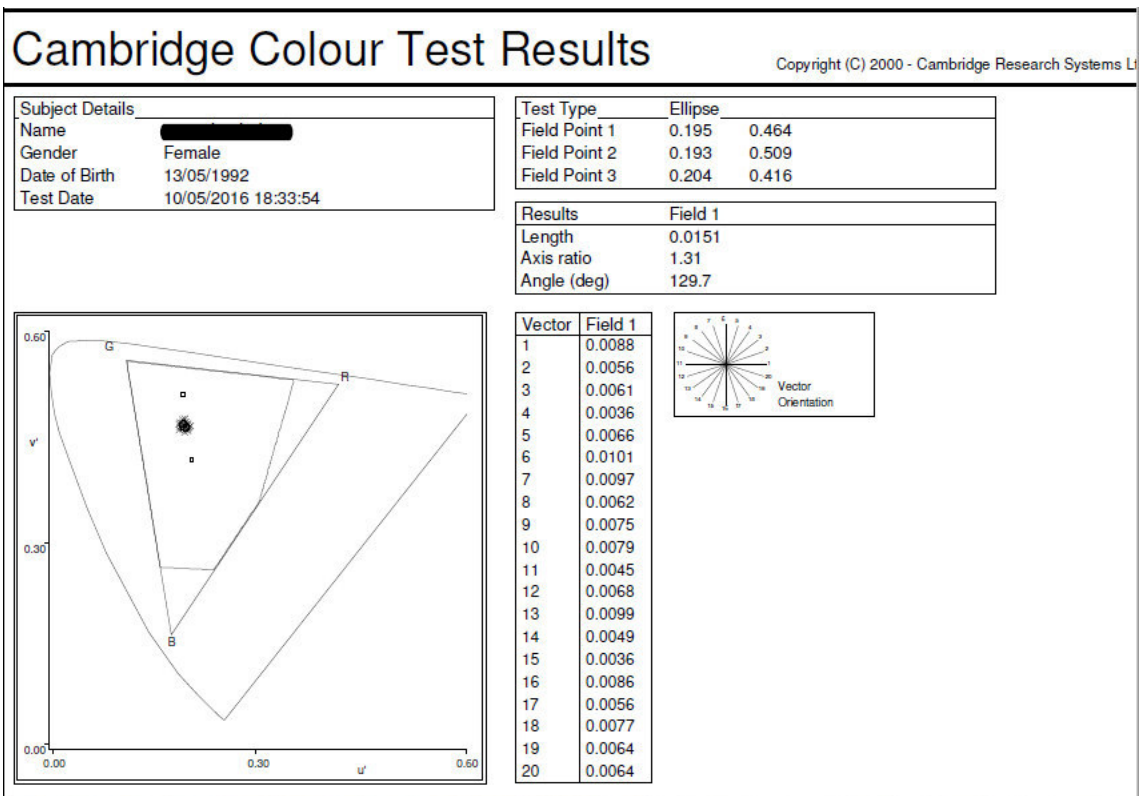 Cambridge Colour Test Results
Copyright (C) 2000 - Cambridge Research Systems
Subject Details
Name
Gender Female
Date of Birth 13/05/1992
Test Date 10/05/2016 18:33:54
Test Type Ellipse
Field Point 1 0.195 0.464
Field Point 2 0.193 0.509
Field Point 3 0.204 0.416
Results Field 1
Length 0.0151
Axis ratio 1.31
Angle (deg) 129.7
0.60
G
R
v'
0.30
B
0.00
0.00 0.30 u' 0.60
Vector Field 1
1 0.0088
2 0.0056
3 0.0061
4 0.0036
5 0.0066
6 0.0101
7 0.0097
8 0.0062
9 0.0075
10 0.0079
11 0.0045
12 0.0068
13 0.0099
14 0.0049
15 0.0036
16 0.0086
17 0.0056
18 0.0077
19 0.0064
20 0.0064
Vector
Orientation